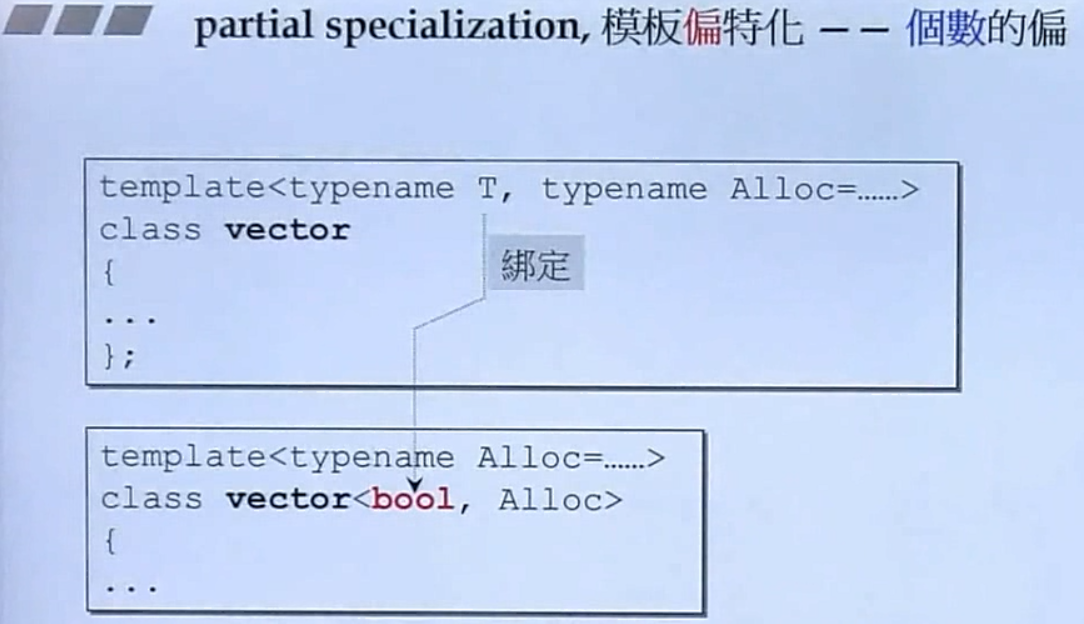 partial specialization, 模板偏特化 —— 個數的偏
template<typename T, typename Alloc=......>
class vector
{
綁定
...
};
template<typename Alloc=......>
class vector<bool, Alloc>
{
...